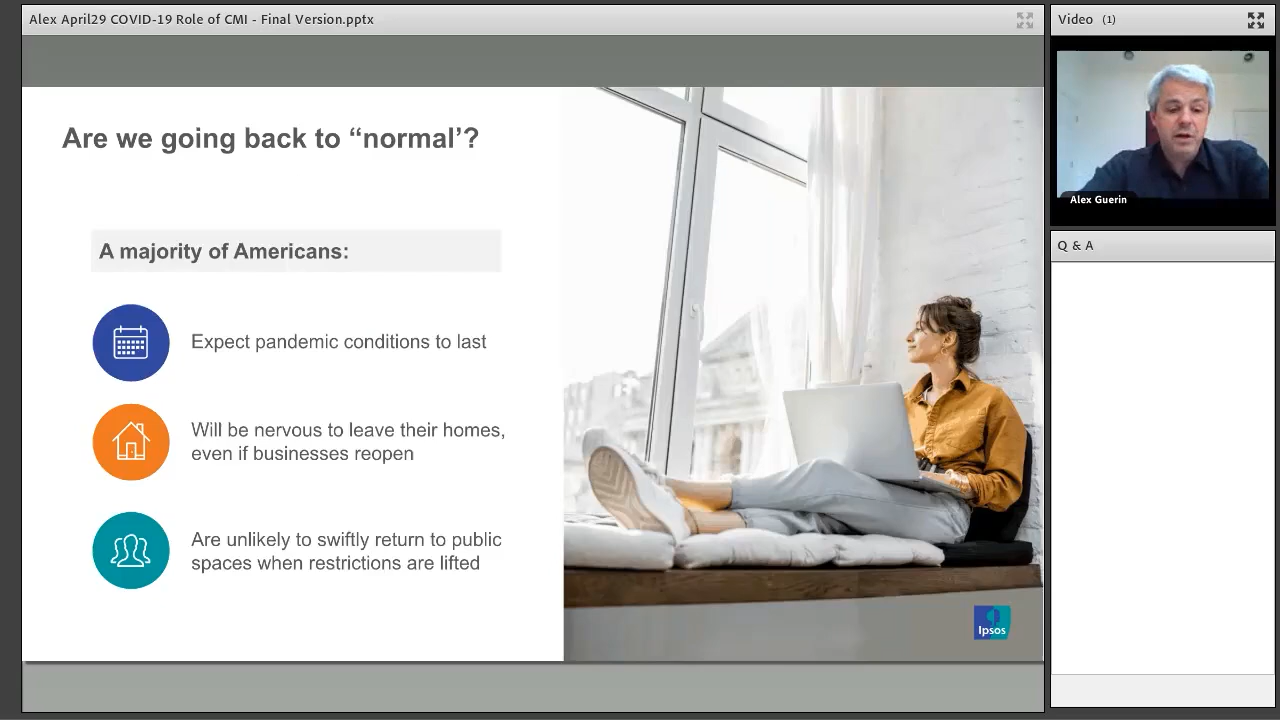 Alex April29 COVID-19 Role of CMI - Final Version.pptx
Video (1)
Alex Guerin
Q & A
Are we going back to “normal’?
A majority of Americans:
Expect pandemic conditions to last
Will be nervous to leave their homes,
even if businesses reopen
Are unlikely to swiftly return to public
spaces when restrictions are lifted
Ipsos